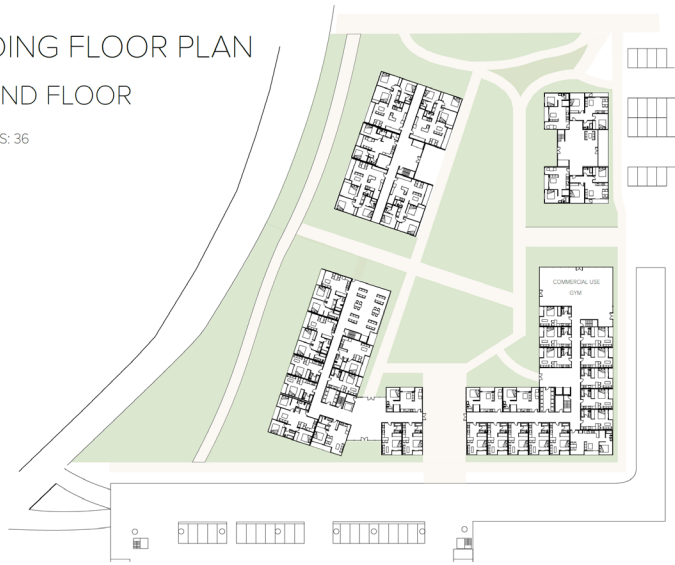 DING FLOOR PLAN
ND FLOOR
S: 36
COMMERCIAL USE
GYM